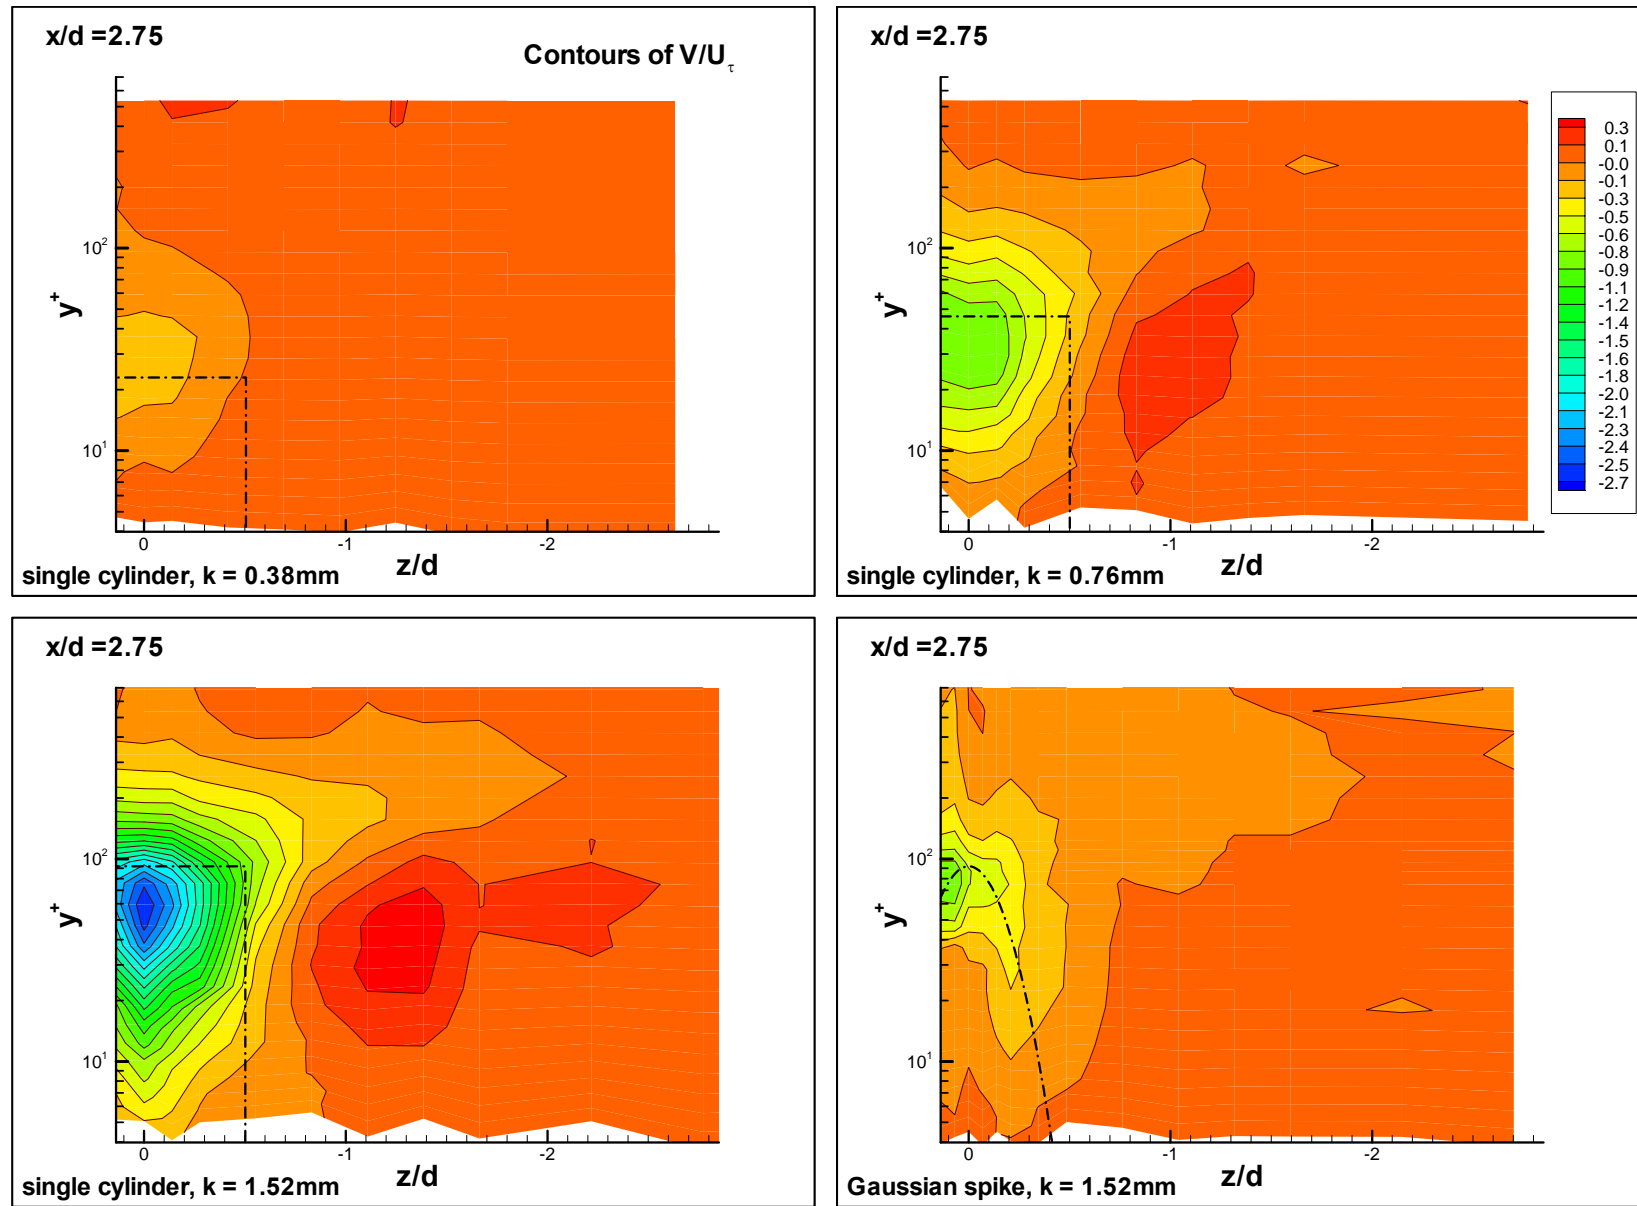 x/d =2.75
Contours of V/Uτ
y+
10²
10¹
0
-1
-2
z/d
single cylinder, k = 0.38mm
x/d =2.75
y+
10²
10¹
0
-1
-2
z/d
single cylinder, k = 0.76mm
0.3
0.1
-0.0
-0.1
-0.3
-0.5
-0.6
-0.8
-0.9
-1.1
-1.2
-1.4
-1.5
-1.6
-1.8
-2.0
-2.1
-2.3
-2.4
-2.5
-2.7
x/d =2.75
y+
10²
10¹
0
-1
-2
z/d
single cylinder, k = 1.52mm
x/d =2.75
y+
10²
10¹
0
-1
-2
z/d
Gaussian spike, k = 1.52mm